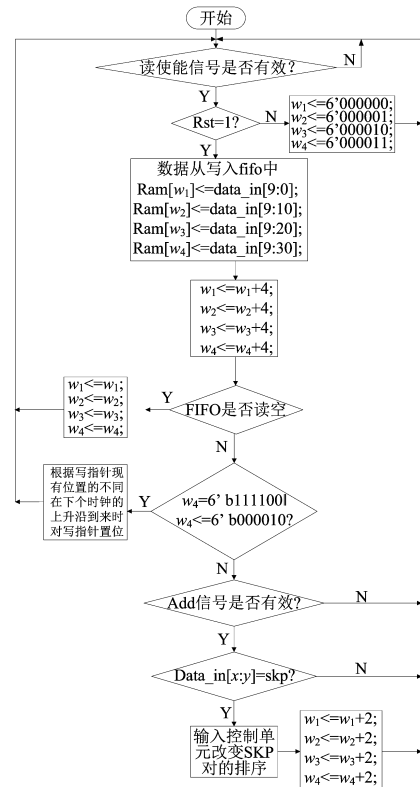 开始
读使能信号是否有效?
N
Y
Rst=1?
N
w₁<=6'000000;
w₂<=6'000001;
w₃<=6'000010;
w₄<=6'000011;
Y
数据从写入fifo中
Ram[w₁]<=data_in[9:0];
Ram[w₂]<=data_in[9:10];
Ram[w₃]<=data_in[9:20];
Ram[w₄]<=data_in[9:30];
w₁<=w₁+4;
w₂<=w₂+4;
w₃<=w₃+4;
w₄<=w₄+4;
FIFO是否读空
Y
w₁<=w₁;
w₂<=w₂;
w₃<=w₃;
w₄<=w₄;
N
w₄=6' b111100l
w₄<=6' b000010?
Y
根据写指针现
有位置的不同
在下个时钟的
上升沿到来时
对写指针置位
N
Add信号是否有效?
N
Y
Data_in[x:y]=skp?
N
Y
输入控制单
元改变SKP
对的排序
w₁<=w₁+2;
w₂<=w₂+2;
w₃<=w₃+2;
w₄<=w₄+2;